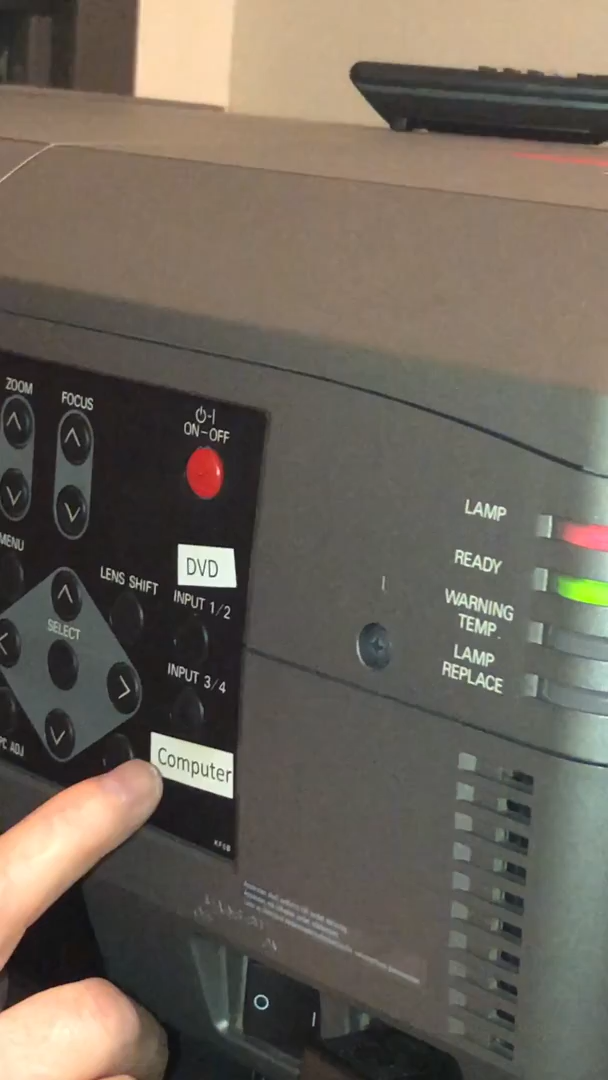 ZOOM
FOCUS
ON-OFF
LAMP
READY
WARNING
TEMP.
LAMP
REPLACE
MENU
DVD
LENS SHIFT
INPUT 1/2
SELECT
INPUT 3/4
PC ADJ
Computer
KF6B